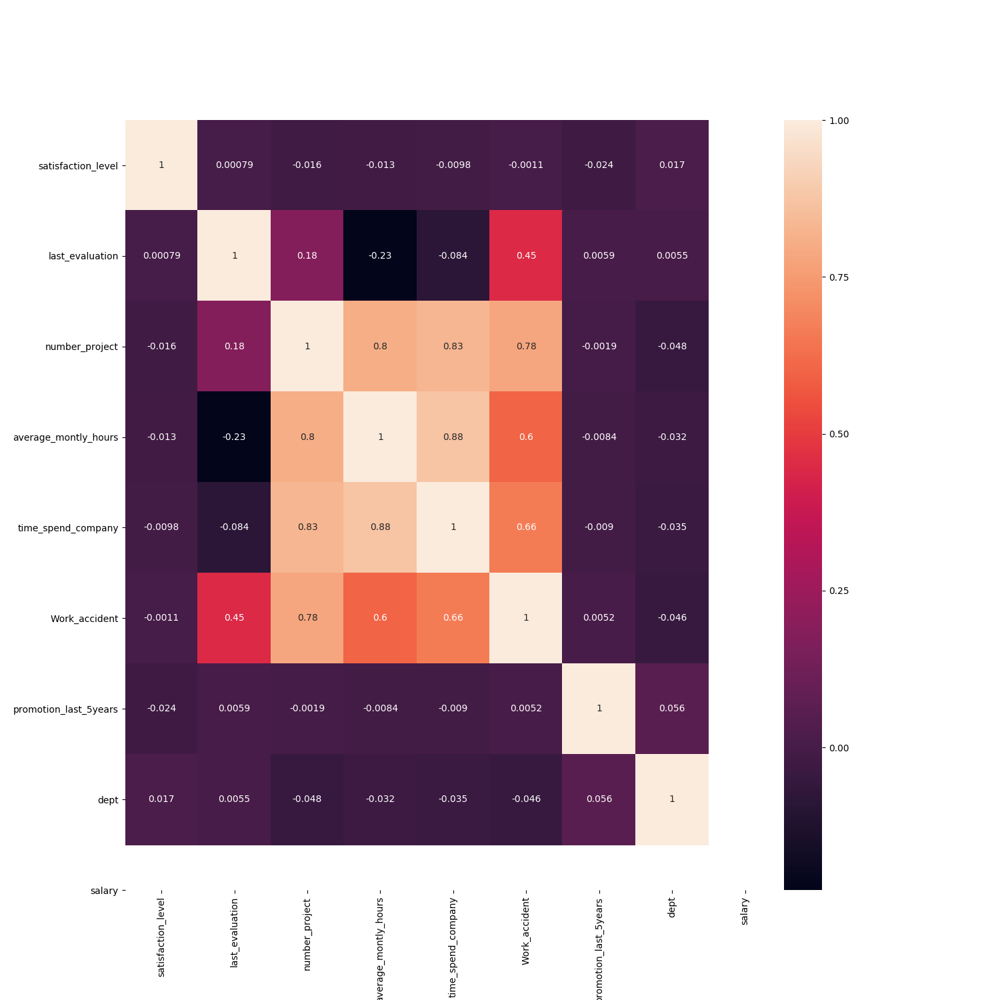 1.00
satisfaction_level 1 0.00079 -0.016 -0.013 -0.0098 -0.0011 -0.024 0.017
last_evaluation 0.00079 1 0.18 -0.23 -0.084 0.45 0.0059 0.0055
0.75
number_project -0.016 0.18 1 0.8 0.83 0.78 -0.0019 -0.048
average_montly_hours -0.013 -0.23 0.8 1 0.88 0.6 -0.0084 -0.032
0.50
time_spend_company -0.0098 -0.084 0.83 0.88 1 0.66 -0.009 -0.035
0.25
Work_accident -0.0011 0.45 0.78 0.6 0.66 1 0.0052 -0.046
promotion_last_5years -0.024 0.0059 -0.0019 -0.0084 -0.009 0.0052 1 0.056
0.00
dept 0.017 0.0055 -0.048 -0.032 -0.035 -0.046 0.056 1
salary
satisfaction_level
last_evaluation
number_project
average_montly_hours
time_spend_company
Work_accident
promotion_last_5years
dept
salary